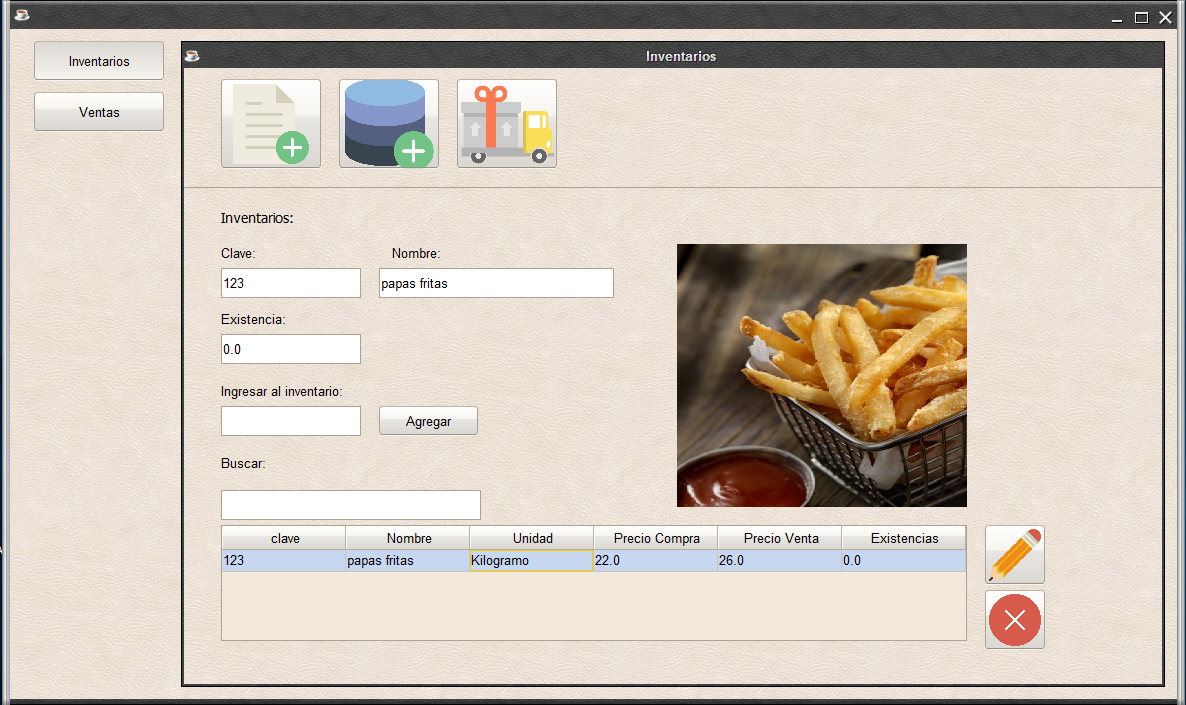 Inventarios
Inventarios
Ventas
Inventarios:
Clave: Nombre:
123 papas fritas
Existencia:
0.0
Ingresar al inventario:
Agregar
Buscar:
clave Nombre Unidad Precio Compra Precio Venta Existencias
123 papas fritas Kilogramo 22.0 26.0 0.0